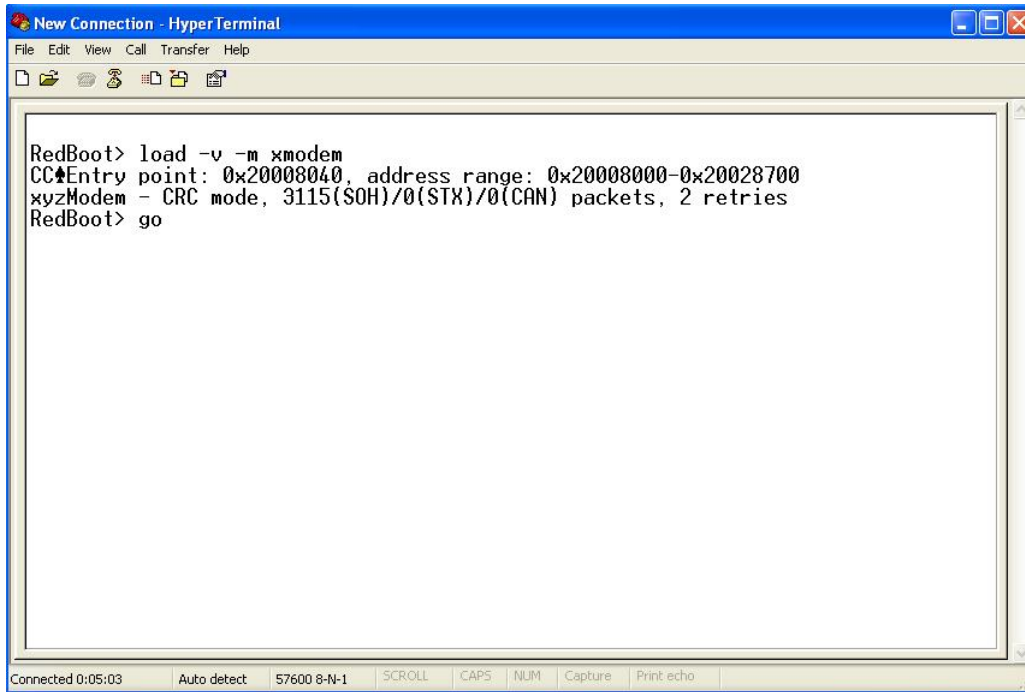 New Connection - HyperTerminal
File Edit View Call Transfer Help
RedBoot> load -v -m xmodem
CC♠Entry point: 0x20008040, address range: 0x20008000-0x20028700
xyzModem - CRC mode, 3115(SOH)/0(STX)/0(CAN) packets, 2 retries
RedBoot> go
Connected 0:05:03 Auto detect 57600 8-N-1 SCROLL CAPS NUM Capture Print echo